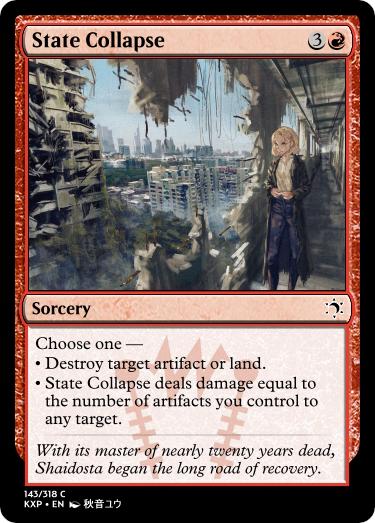 State Collapse 3
Sorcery
Choose one —
• Destroy target artifact or land.
• State Collapse deals damage equal to
the number of artifacts you control to
any target.
With its master of nearly twenty years dead,
Shaidosta began the long road of recovery.
143/318 C
KXP • EN 秋音ユウ